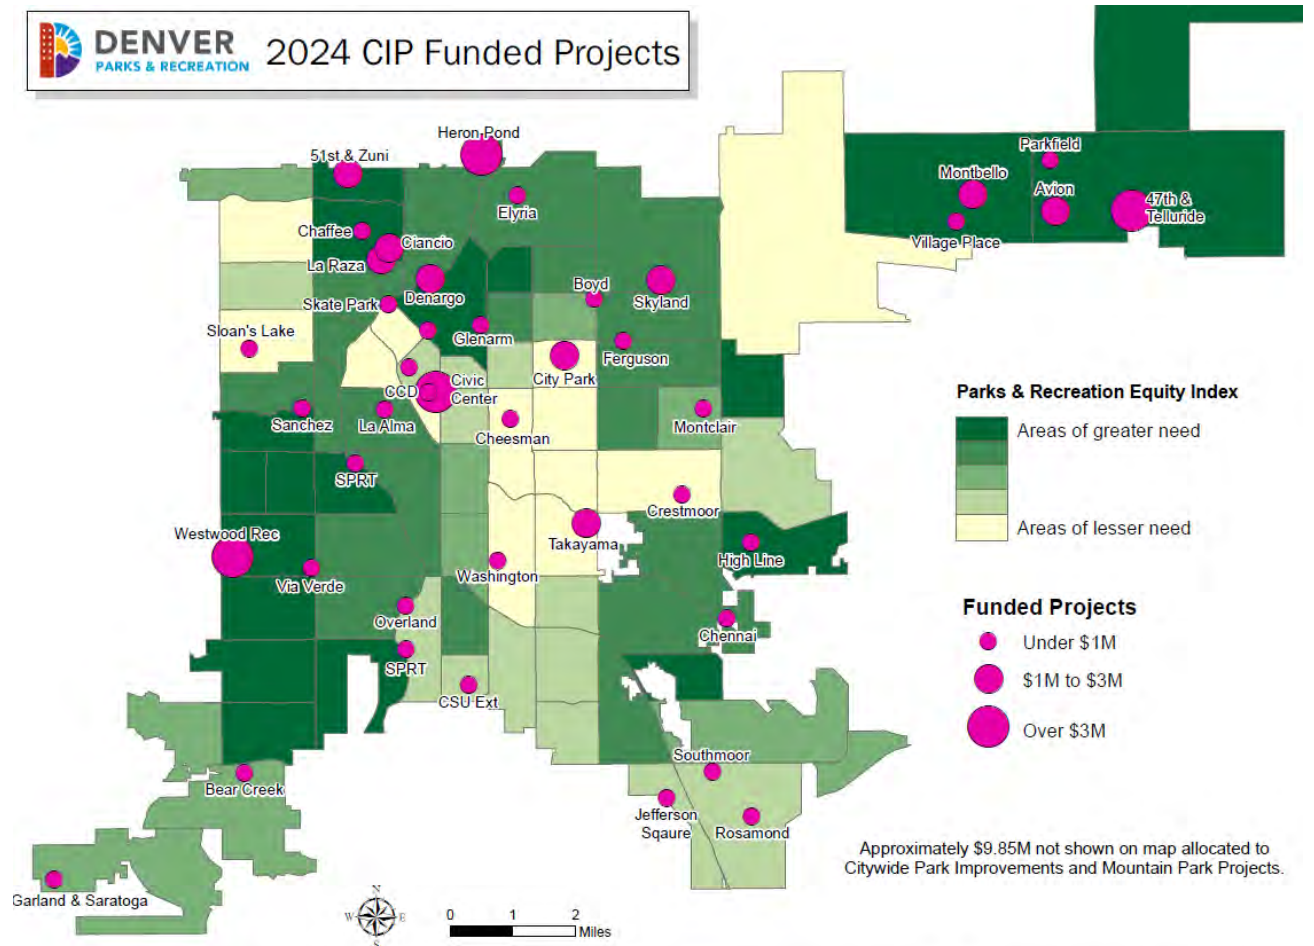 DENVER
PARKS & RECREATION
2024 CIP Funded Projects
Heron Pond
51st & Zuni
Parkfield
Montbello
Avion
47th &
Telluride
Elyria
Chaffee
Ciancio
Village Place
La Raza
Denargo
Boyd
Skyland
Skate Park
Sloan's Lake
Glenarm
Ferguson
City Park
CCD
Civic
Center
Parks & Recreation Equity Index
Areas of greater need
Areas of lesser need
Sanchez
La Alma
Cheesman
Montclair
SPRT
Crestmoor
Westwood Rec
Takayama
High Line
Via Verde
Washington
Overland
Chennai
SPRT
CSU Ext
Funded Projects
Under $1M
$1M to $3M
Over $3M
Southmoor
Bear Creek
Jefferson
Sqaure
Rosamond
Approximately $9.85M not shown on map allocated to
Citywide Park Improvements and Mountain Park Projects.
Garland & Saratoga
N
W
E
S
0 1 2
Miles